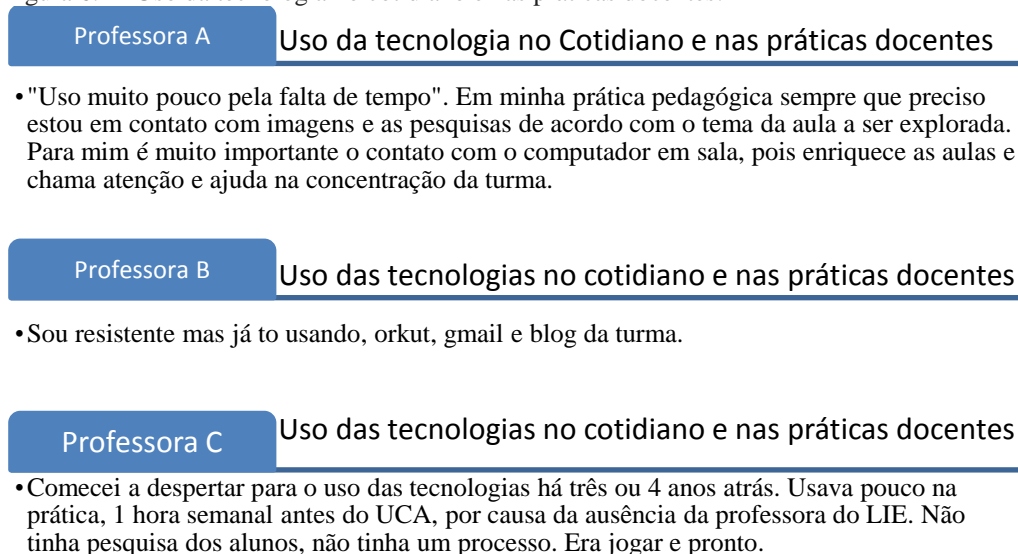 Professora A
Uso da tecnologia no Cotidiano e nas práticas docentes
•"Uso muito pouco pela falta de tempo". Em minha prática pedagógica sempre que preciso
estou em contato com imagens e as pesquisas de acordo com o tema da aula a ser explorada.
Para mim é muito importante o contato com o computador em sala, pois enriquece as aulas e
chama atenção e ajuda na concentração da turma.
Professora B
Uso das tecnologias no cotidiano e nas práticas docentes
•Sou resistente mas já to usando, orkut, gmail e blog da turma.
Professora C
Uso das tecnologias no cotidiano e nas práticas docentes
•Comecei a despertar para o uso das tecnologias há três ou 4 anos atrás. Usava pouco na
prática, 1 hora semanal antes do UCA, por causa da ausência da professora do LIE. Não
tinha pesquisa dos alunos, não tinha um processo. Era jogar e pronto.